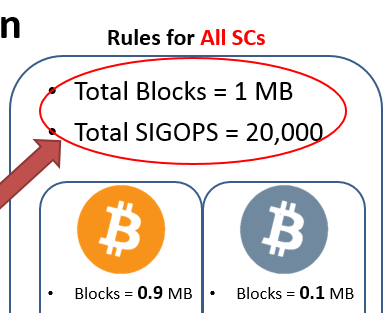 n
Rules for All SCs
• Total Blocks = 1 MB
• Total SIGOPS = 20,000
• Blocks = 0.9 MB
• Blocks = 0.1 MB